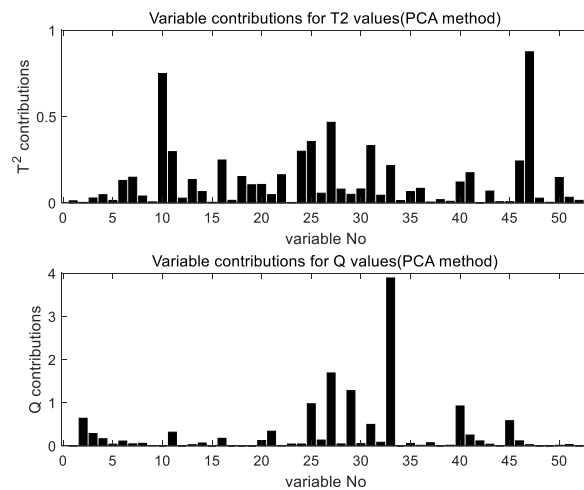 Variable contributions for T2 values(PCA method)
1
0.5
0
T² contributions
0 5 10 15 20 25 30 35 40 45 50
variable No
Variable contributions for Q values(PCA method)
4
3
2
1
0
Q contributions
0 5 10 15 20 25 30 35 40 45 50
variable No